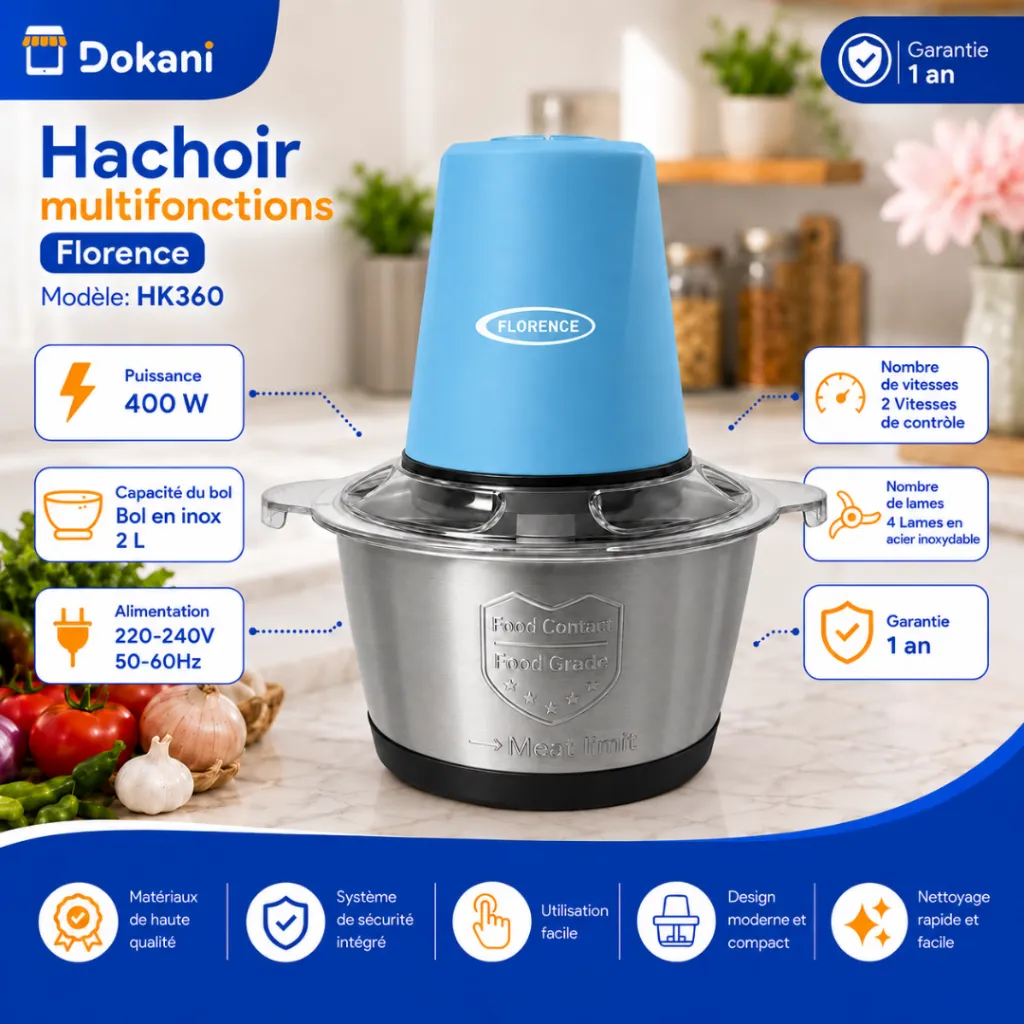 Dokani
Garantie
1 an
Hachoir
multifonctions
Florence
Modèle: HK360
Puissance
400 W
Capacité du bol
Bol en inox
2 L
Alimentation
220-240V
50-60Hz
FLORENCE
Food Contact
Food Grade
→ Meat limit
Nombre
de vitesses
2 Vitesses
de contrôle
Nombre
de lames
4 Lames en
acier inoxydable
Garantie
1 an
Matériaux
de haute
qualité
Système
de sécurité
intégré
Utilisation
facile
Design
moderne et
compact
Nettoyage
rapide et
facile